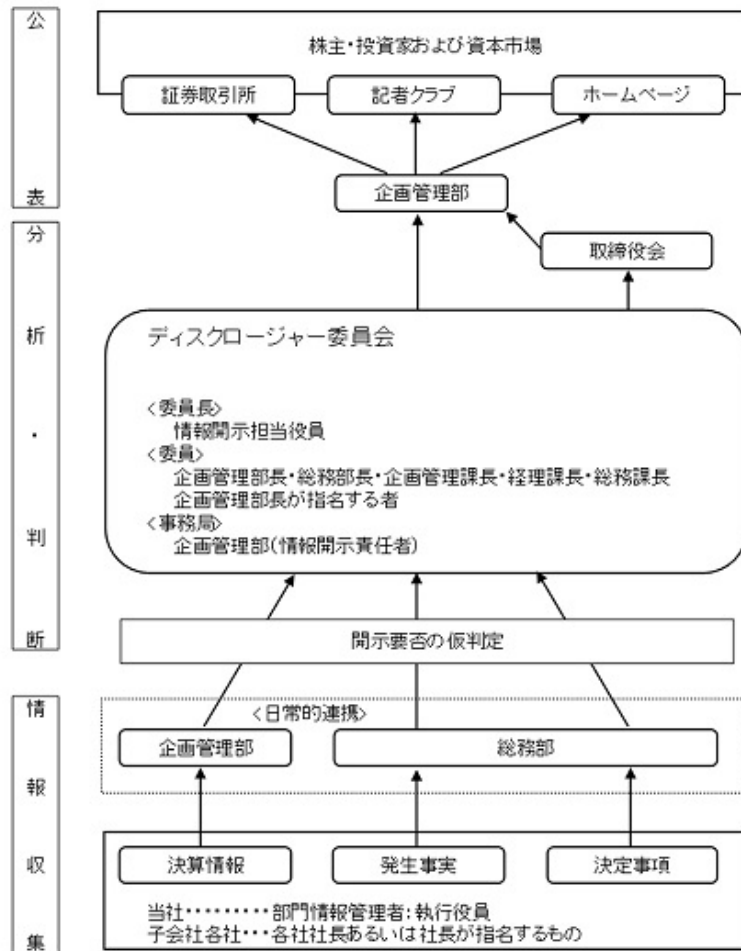 公表
株主・投資家および資本市場
証券取引所
記者クラブ
ホームページ
企画管理部
分析・判断
取締役会
ディスクロージャー委員会
<委員長>
情報開示担当役員
<委員>
企画管理部長・総務部長・企画管理課長・経理課長・総務課長
企画管理部長が指名する者
<事務局>
企画管理部(情報開示責任者)
開示要否の仮判定
情報収集
<日常的連携>
企画管理部
総務部
決算情報
発生事実
決定事項
当社・・・・・・・・・部門情報管理者:執行役員
子会社各社・・・各社社長あるいは社長が指名するもの